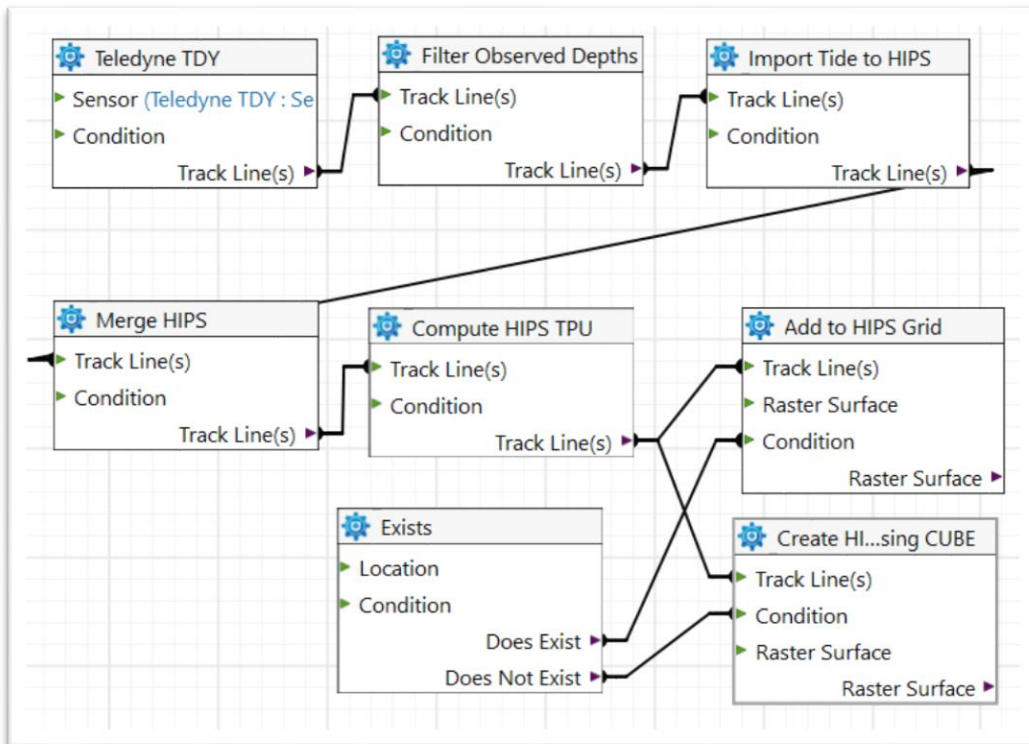 Teledyne TDY
Sensor (Teledyne TDY : Se
Condition
Track Line(s)
Filter Observed Depths
Track Line(s)
Condition
Track Line(s)
Import Tide to HIPS
Track Line(s)
Condition
Track Line(s)
Merge HIPS
Track Line(s)
Condition
Track Line(s)
Compute HIPS TPU
Track Line(s)
Condition
Track Line(s)
Add to HIPS Grid
Track Line(s)
Raster Surface
Condition
Raster Surface
Exists
Location
Condition
Does Exist
Does Not Exist
Create HI...sing CUBE
Track Line(s)
Condition
Raster Surface
Raster Surface